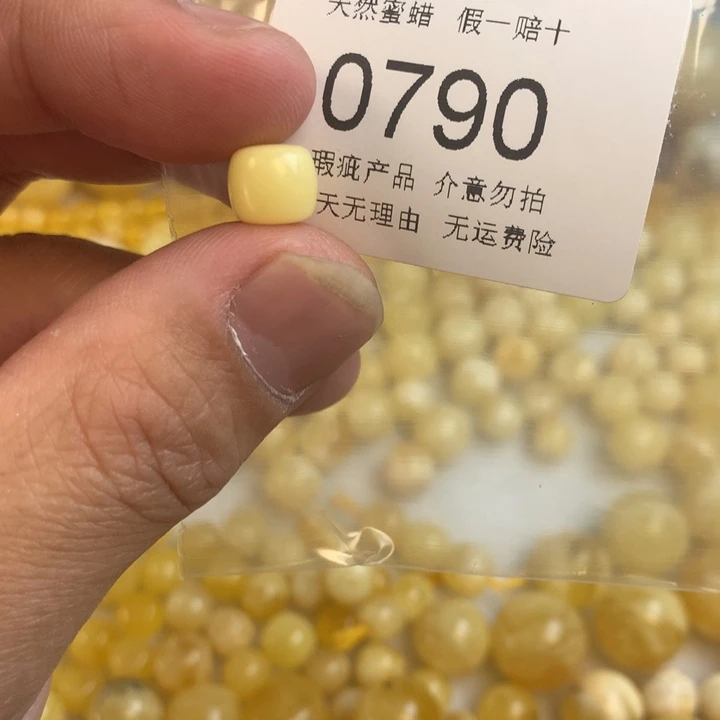 天然蜜蜡 假一赔十
0790
瑕疵产品 介意勿拍
天无理由 无运费险